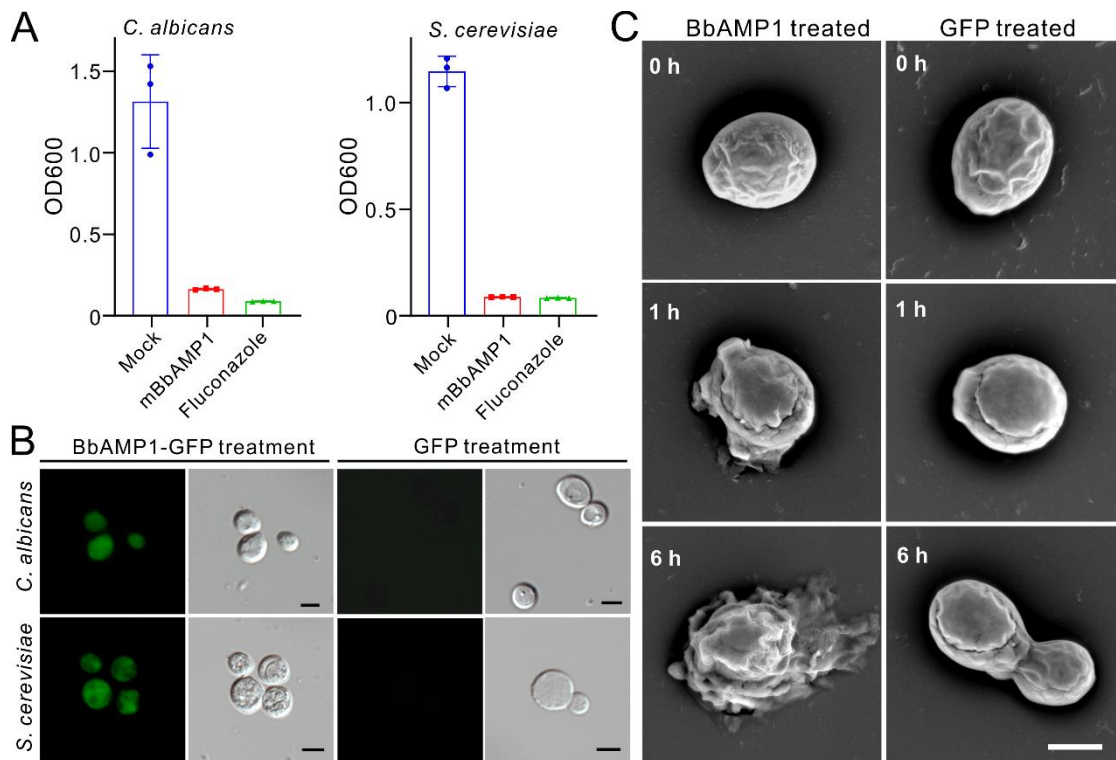 A
C. albicans
OD600
1.5
1.0
0.5
0
Mock
mBbAMP1
Fluconazole
S. cerevisiae
OD600
1.0
0.5
0
Mock
mBbAMP1
Fluconazole
B
BbAMP1-GFP treatment
GFP treatment
C. albicans
S. cerevisiae
C
BbAMP1 treated
GFP treated
0 h
0 h
1 h
1 h
6 h
6 h